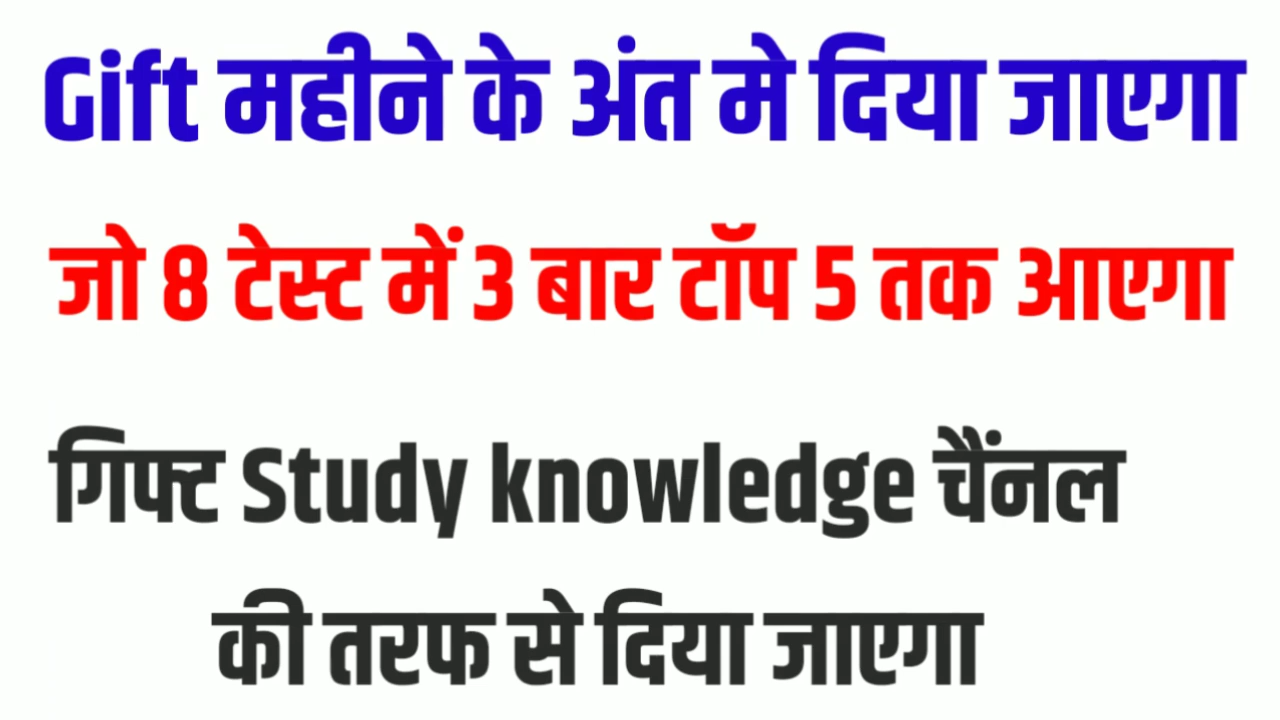 Gift महीने के अंत मे दिया जाएगा
जो 8 टेस्ट में 3 बार टॉप 5 तक आएगा
गिफ्ट Study knowledge चैंनल
की तरफ से दिया जाएगा